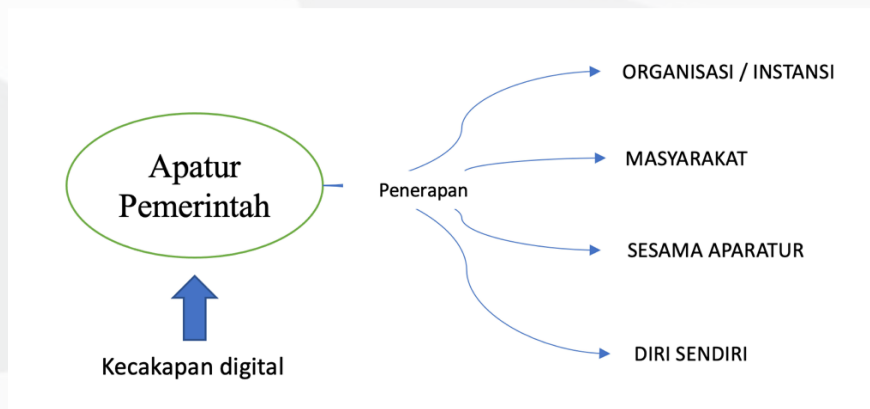 Apatur
Pemerintah
Kecakapan digital
Penerapan
ORGANISASI / INSTANSI
MASYARAKAT
SESAMA APARATUR
DIRI SENDIRI